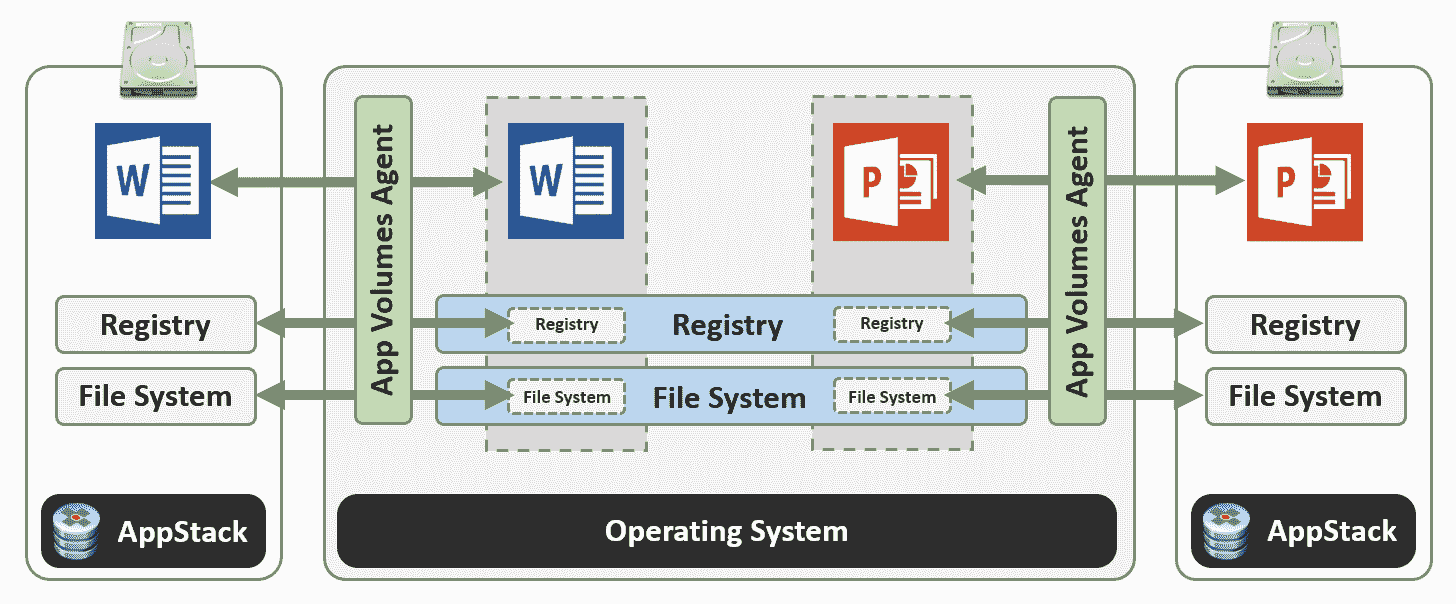 W
W
P
P
App Volumes Agent
App Volumes Agent
Registry
Registry
Registry
Registry
Registry
File System
File System
File System
File System
File System
AppStack
Operating System
AppStack